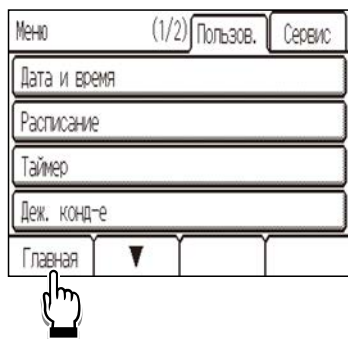 Меню (1/2) Пользов. Сервис
Дата и время
Расписание
Таймер
Деж. конд-е
Главная ▼